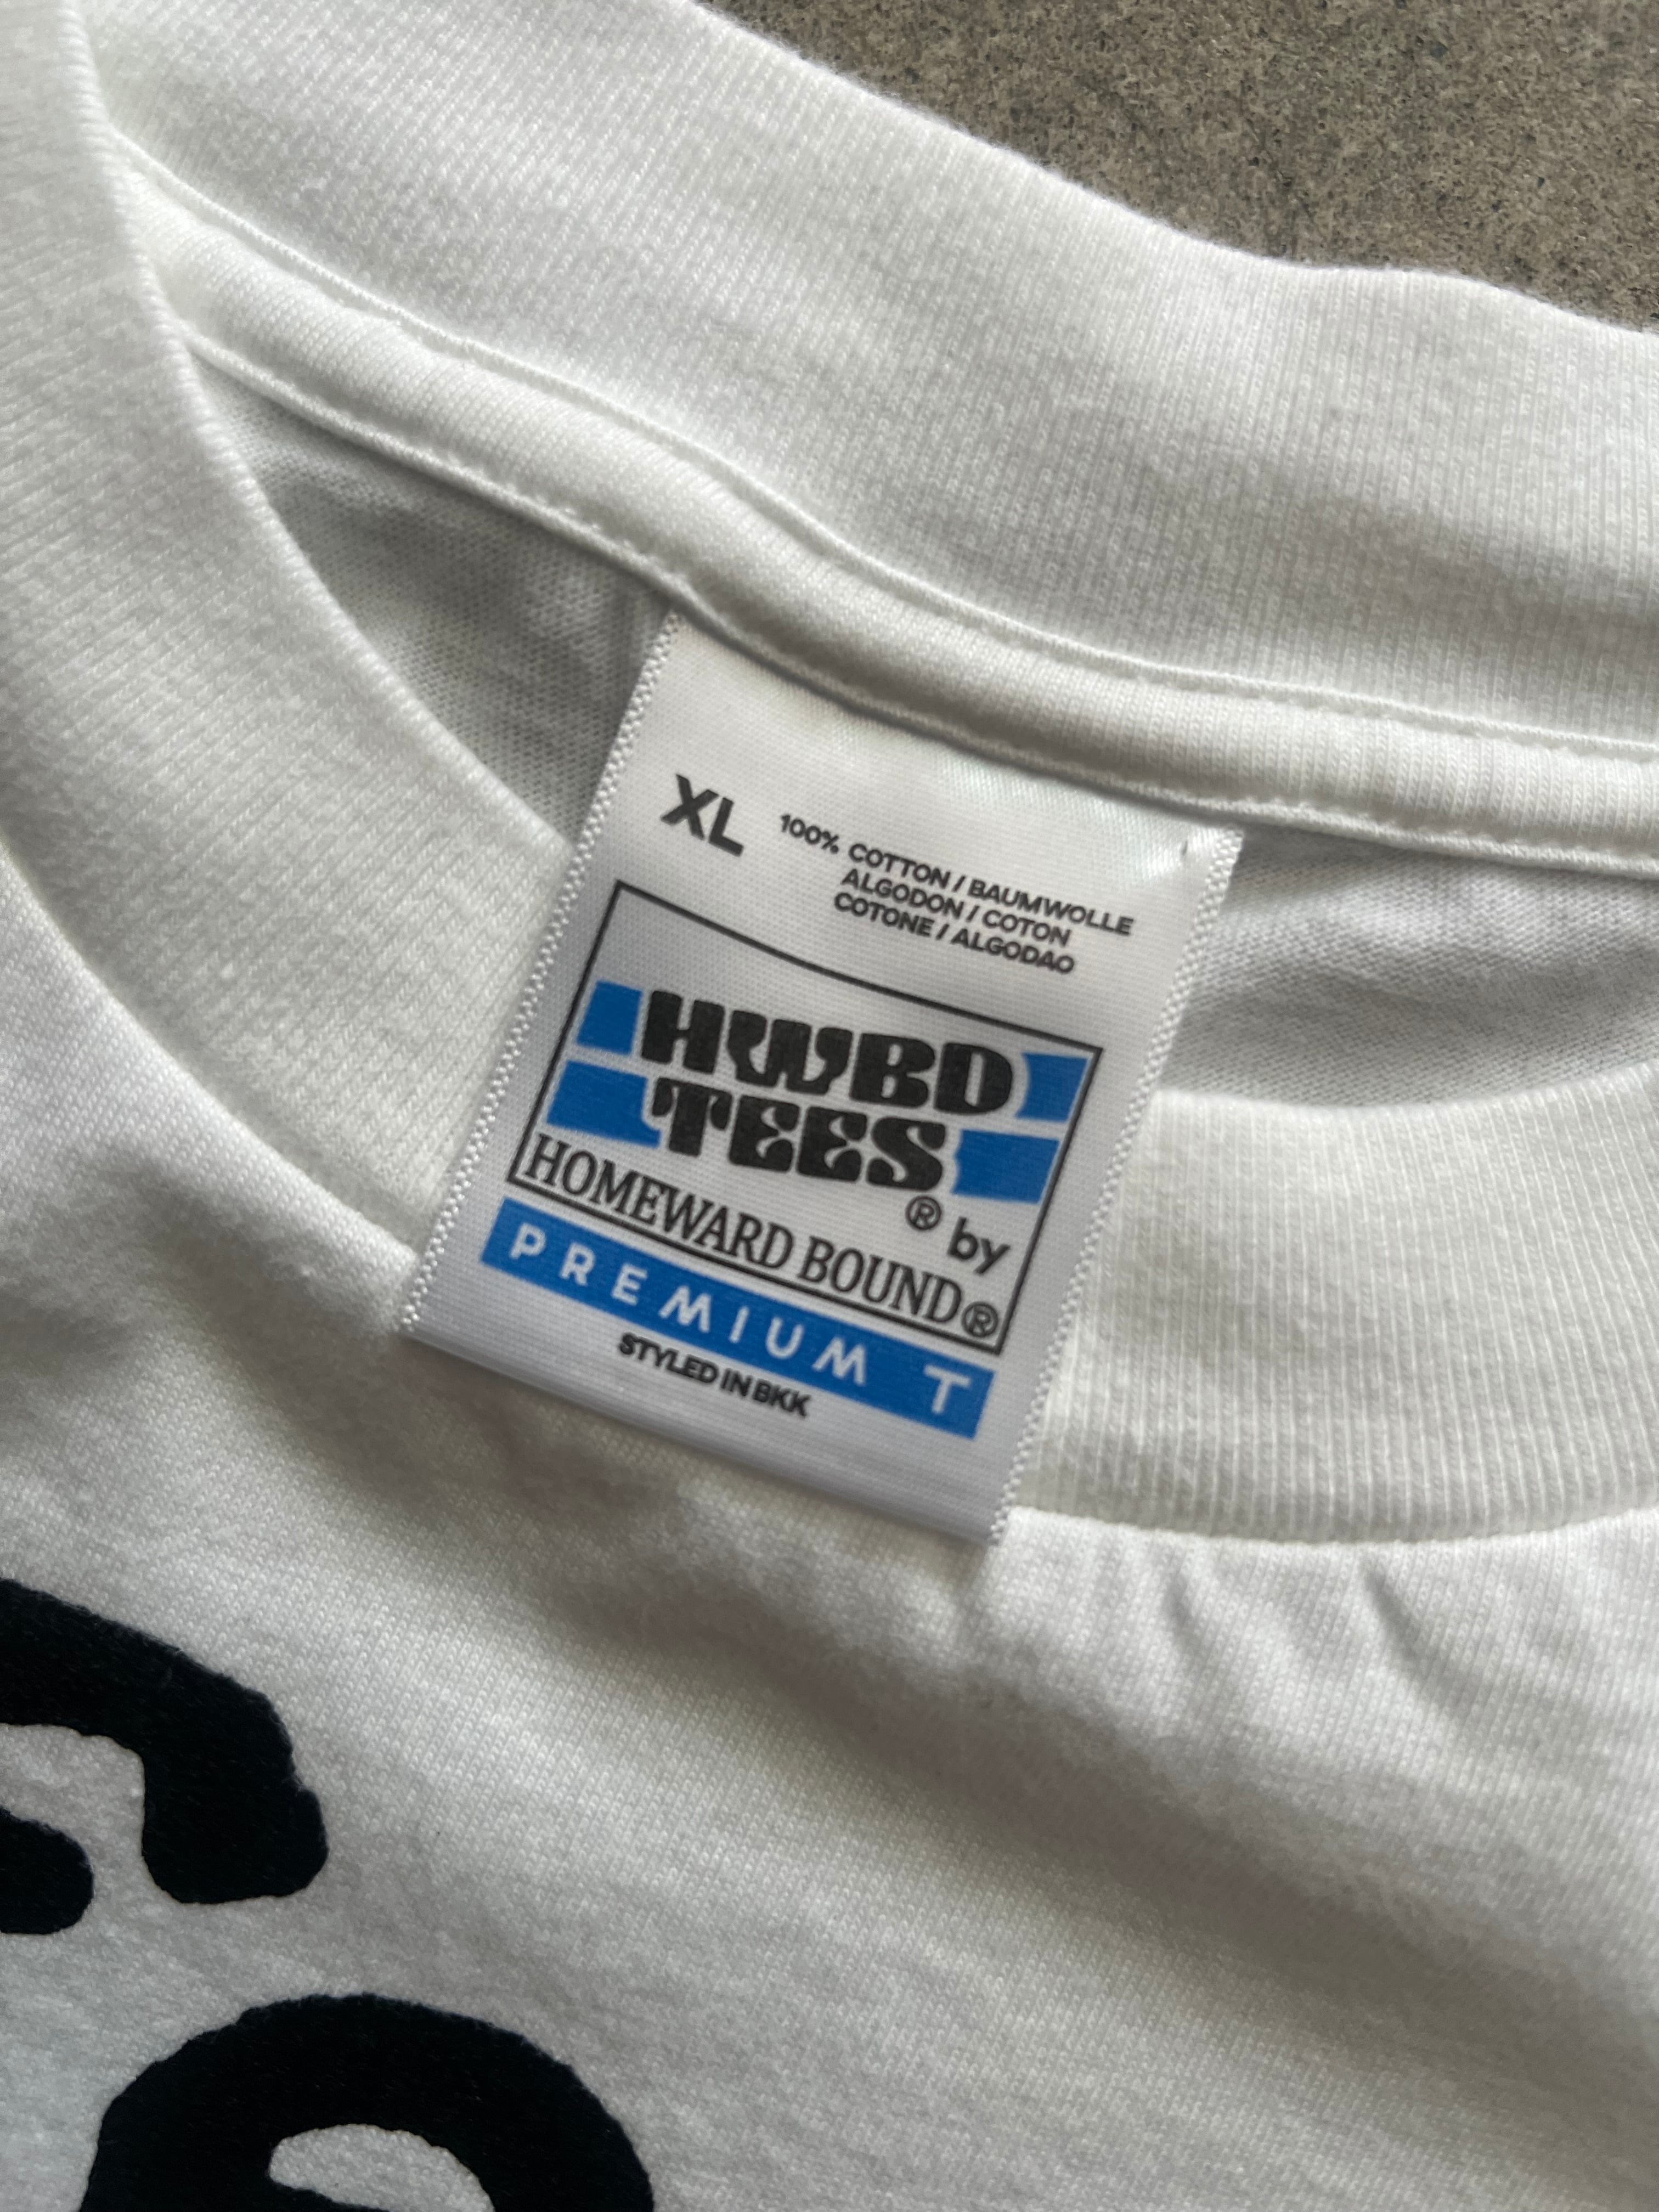 XL
100% COTTON / BAUMWOLLE
ALGODON / COTON
COTONE / ALGODAO
HWBD
TEES® by
HOMEWARD BOUND®
PREMIUM T
STYLED IN BKK